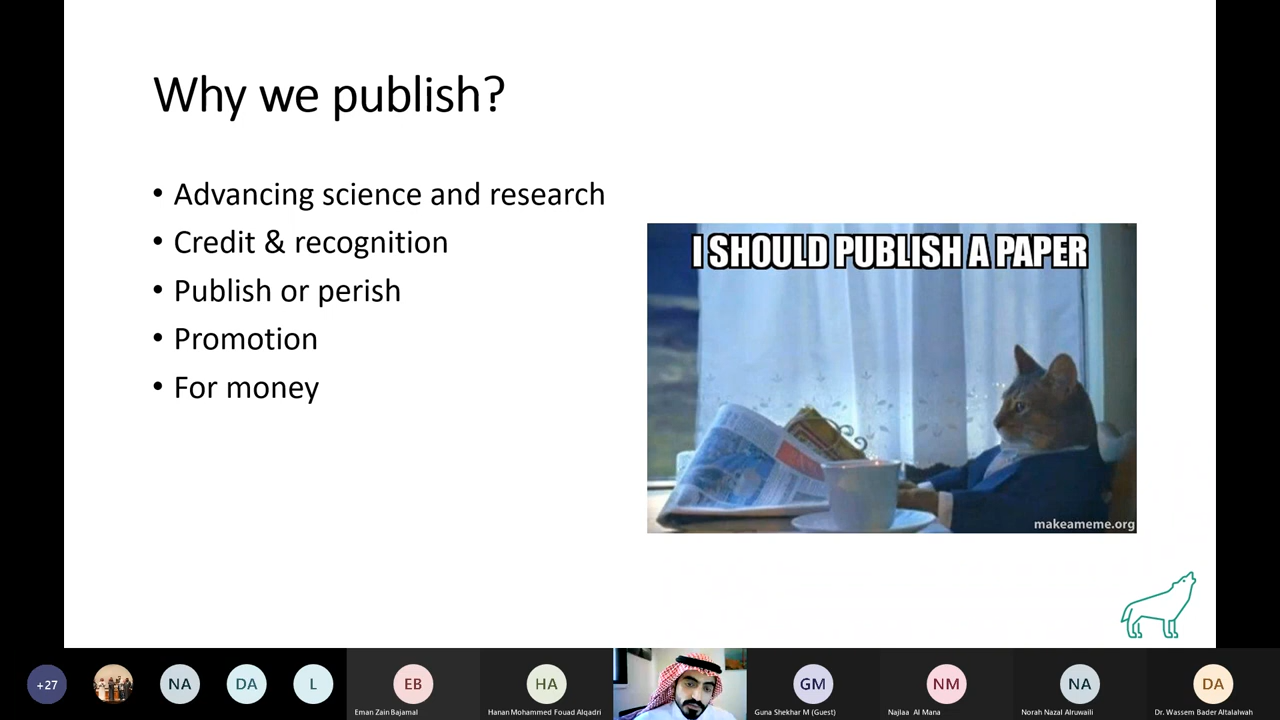 Why we publish?
• Advancing science and research
• Credit & recognition
• Publish or perish
• Promotion
• For money
I SHOULD PUBLISH A PAPER
makeameme.org
+27
NA
DA
L
EB
HA
GM
NM
NA
DA
Eman Zain Bajamal
Hanan Mohammed Fouad Alqadri
Guna Shekhar M (Guest)
Najlaa Al Mana
Norah Nazal Alruwaili
Dr. Wassem Bader Altalalwah